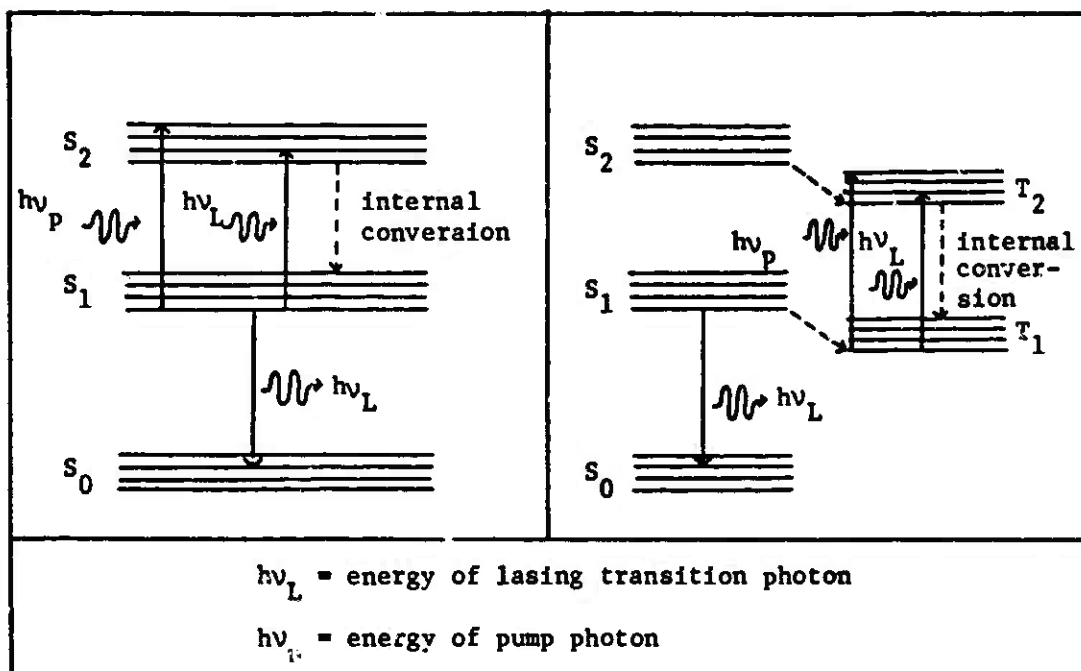 S2
hνP
hνL
internal
converaion
S1
hνL
S0
S2
T2
hνP
hνL
internal
conver-
sion
S1
T1
hνL
S0
hνL = energy of lasing transition photon
hνp = energy of pump photon